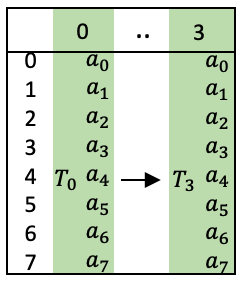 0 .. 3
0 a₀ a₀
1 a₁ a₁
2 a₂ a₂
3 a₃ a₃
4 T₀ a₄ → T₃ a₄
5 a₅ a₅
6 a₆ a₆
7 a₇ a₇